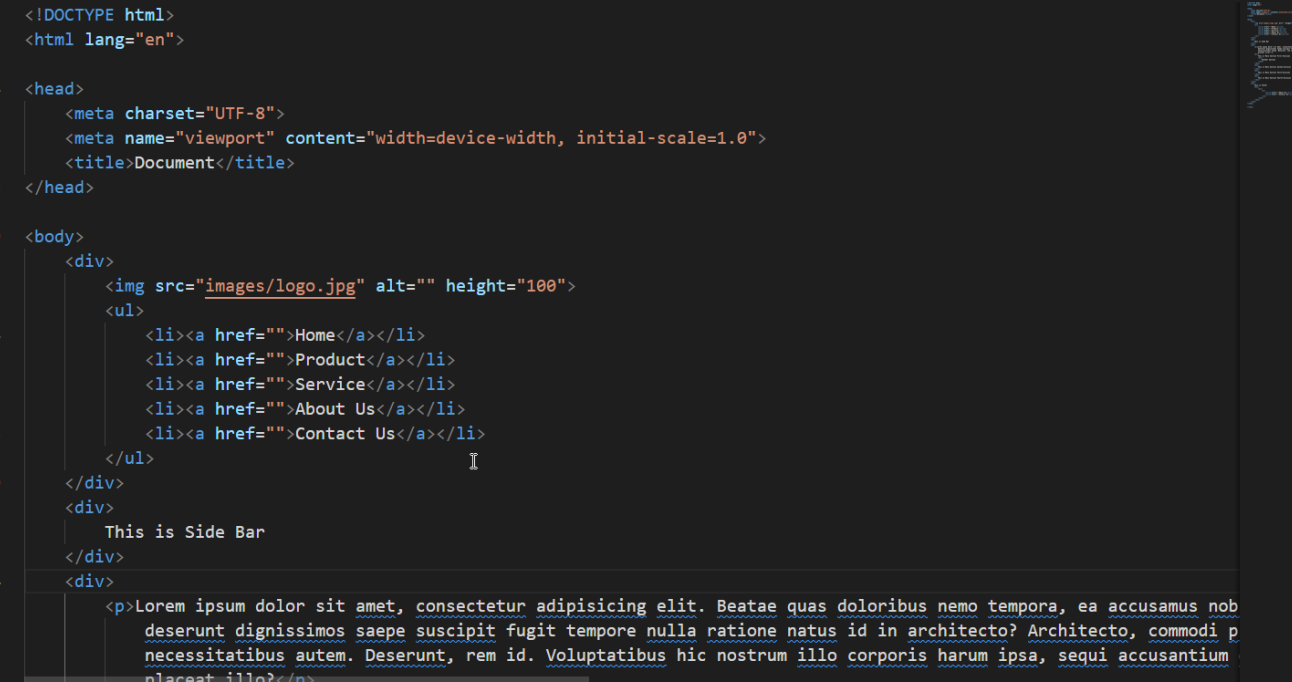 <!DOCTYPE html>
<html lang="en">
<head>
<meta charset="UTF-8">
<meta name="viewport" content="width=device-width, initial-scale=1.0">
<title>Document</title>
</head>
<body>
<div>
<img src="images/logo.jpg" alt="" height="100">
<ul>
<li><a href="">Home</a></li>
<li><a href="">Product</a></li>
<li><a href="">Service</a></li>
<li><a href="">About Us</a></li>
<li><a href="">Contact Us</a></li>
</ul>
</div>
<div>
This is Side Bar
</div>
<div>
<p>Lorem ipsum dolor sit amet, consectetur adipisicing elit. Beatae quas doloribus nemo tempora, ea accusamus nob
deserunt dignissimos saepe suscipit fugit tempore nulla ratione natus id in architecto? Architecto, commodi p
necessitatibus autem. Deserunt, rem id. Voluptatibus hic nostrum illo corporis harum ipsa, sequi accusantium
placeat illo?</p>